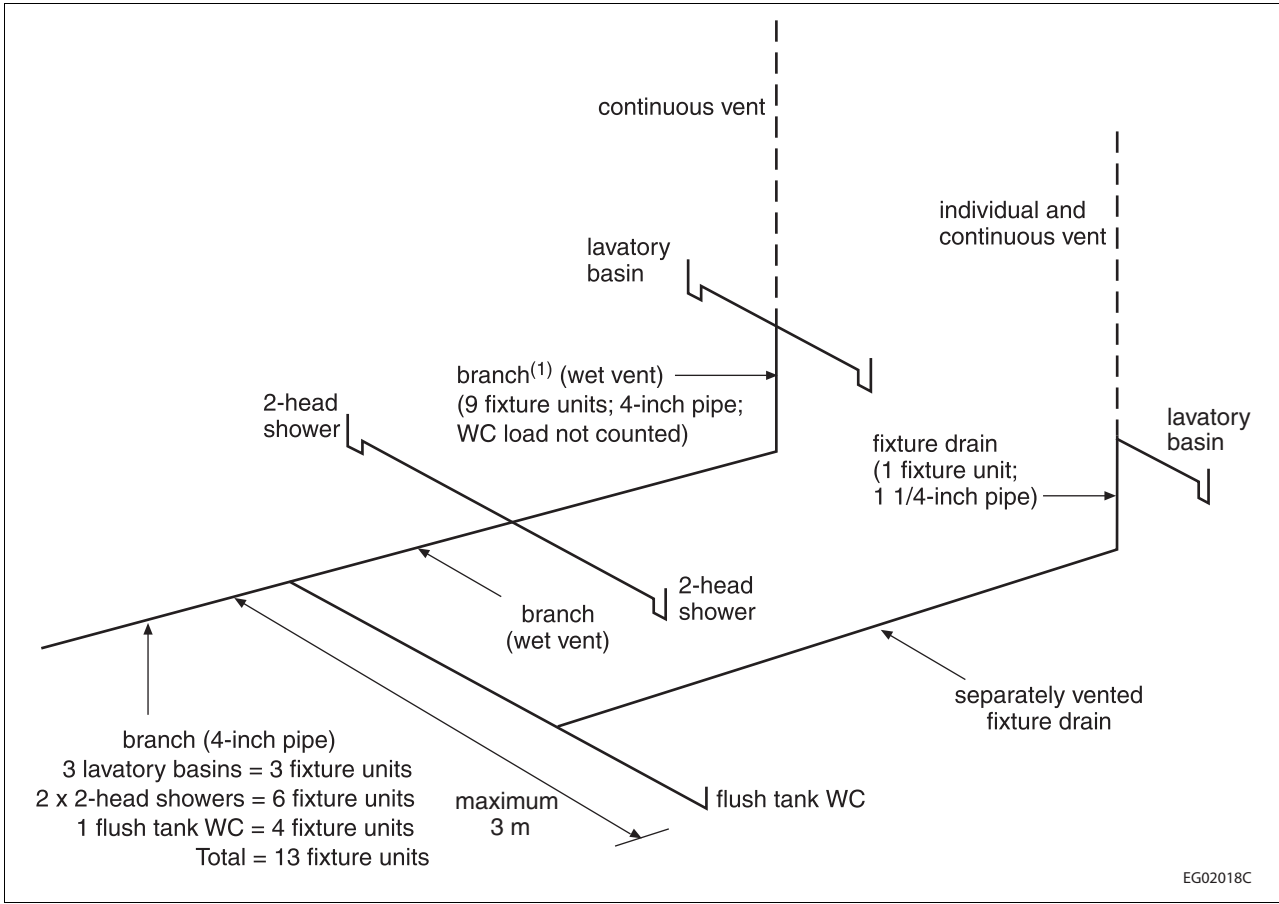 continuous vent
individual and
continuous vent
lavatory
basin
branch(1) (wet vent)
(9 fixture units; 4-inch pipe;
WC load not counted)
2-head
shower
lavatory
basin
fixture drain
(1 fixture unit;
1 1/4-inch pipe)
2-head
shower
branch
(wet vent)
separately vented
fixture drain
branch (4-inch pipe)
3 lavatory basins = 3 fixture units
2 x 2-head showers = 6 fixture units
1 flush tank WC = 4 fixture units
Total = 13 fixture units
maximum
3 m
flush tank WC
EG02018C